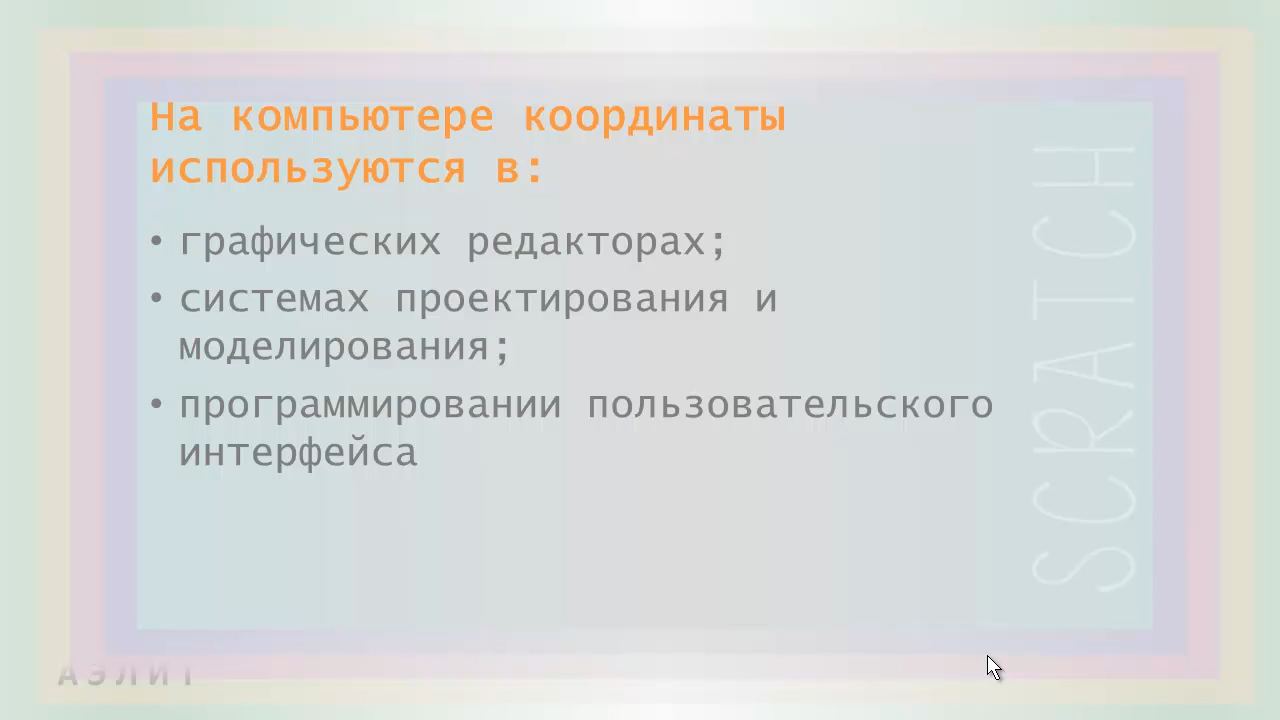 На компьютере координаты
используются в:
• графических редакторах;
• системах проектирования и
моделирования;
• программировании пользовательского
интерфейса
SCRATCH
АЭЛИТ